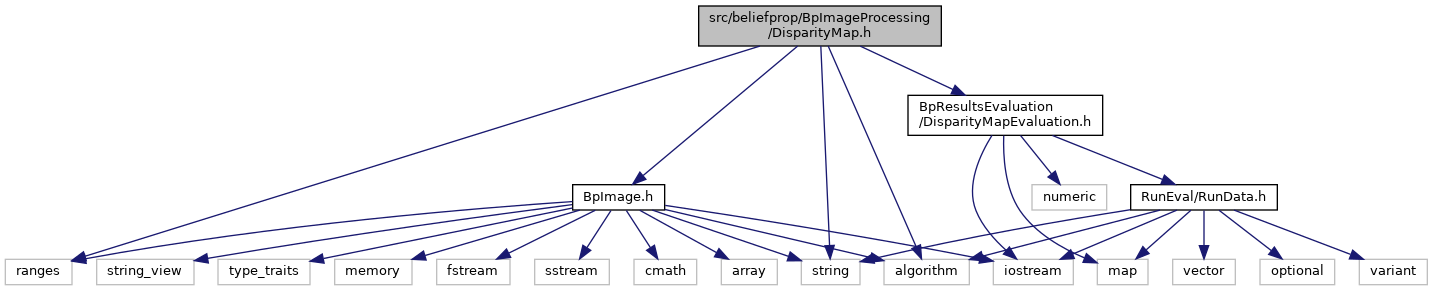 src/beliefprop/BpImageProcessing
/DisparityMap.h
BpResultsEvaluation
/DisparityMapEvaluation.h
BpImage.h
numeric
RunEval/RunData.h
ranges
string_view
type_traits
memory
fstream
sstream
cmath
array
string
algorithm
iostream
map
vector
optional
variant